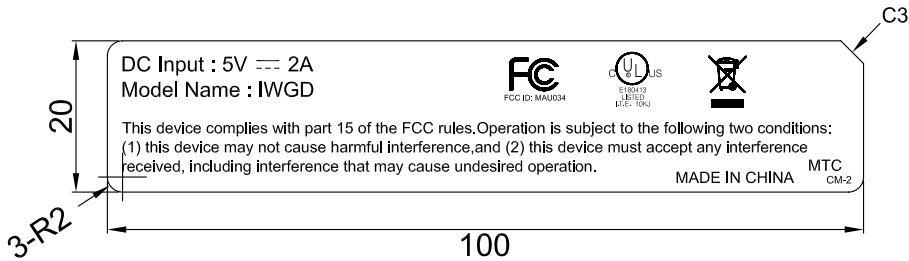 C3
DC Input : 5V ⎓ 2A
Model Name : IWGD
FC
FCC ID: MAU034
C UL US
E180413
LISTED
I.T.E. 10KJ
This device complies with part 15 of the FCC rules.Operation is subject to the following two conditions:
(1) this device may not cause harmful interference,and (2) this device must accept any interference
received, including interference that may cause undesired operation.
MADE IN CHINA
MTC
CM-2
20
3-R2
100